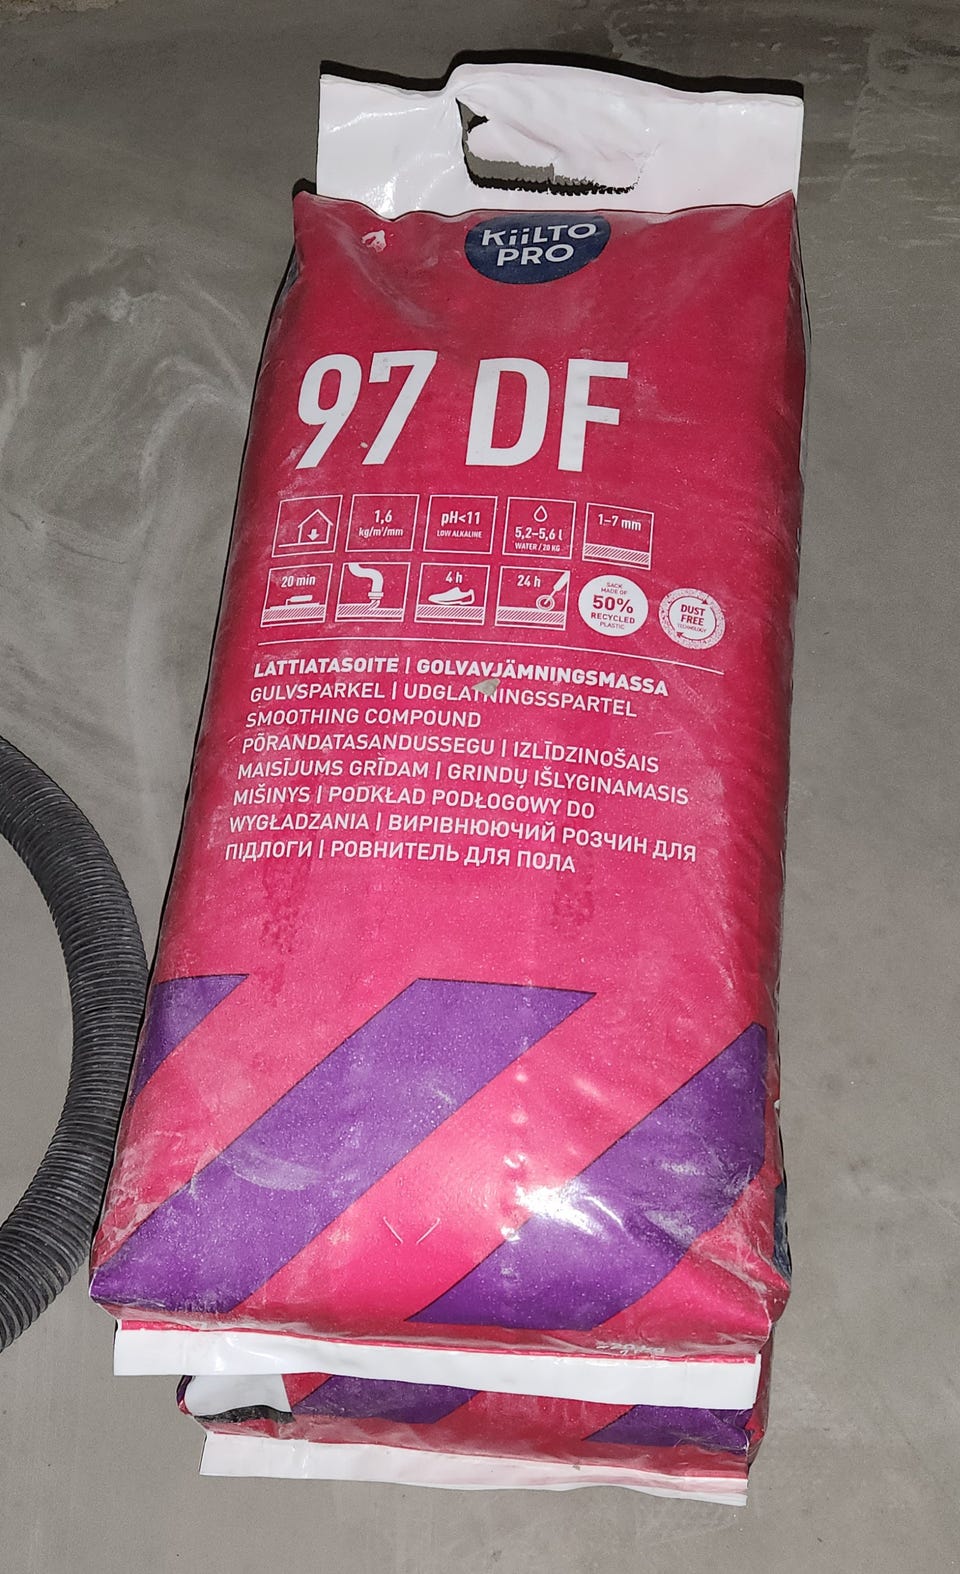 KiiLTO
PRO
97 DF
1,6
kg/m²/mm
pH<11
LOW ALKALINE
5,2–5,6 l
WATER / 20 KG
1–7 mm
20 min
4 h
24 h
SACK
MADE OF
50%
RECYCLED
PLASTIC
DUST
FREE
TECHNOLOGY
LATTIATASOITE | GOLVAVJÄMNINGSMASSA
GULVSPARKEL | UDGLATNINGSSPARTEL
SMOOTHING COMPOUND
PÕRANDATASANDUSSEGU | IZLĪDZINOŠAIS
MAISĪJUMS GRĪDAM | GRINDŲ IŠLYGINAMASIS
MIŠINYS | PODKŁAD PODŁOGOWY DO
WYGŁADZANIA | ВИРІВНЮЮЧИЙ РОЗЧИН ДЛЯ
ПІДЛОГИ | РОВНИТЕЛЬ ДЛЯ ПОЛА